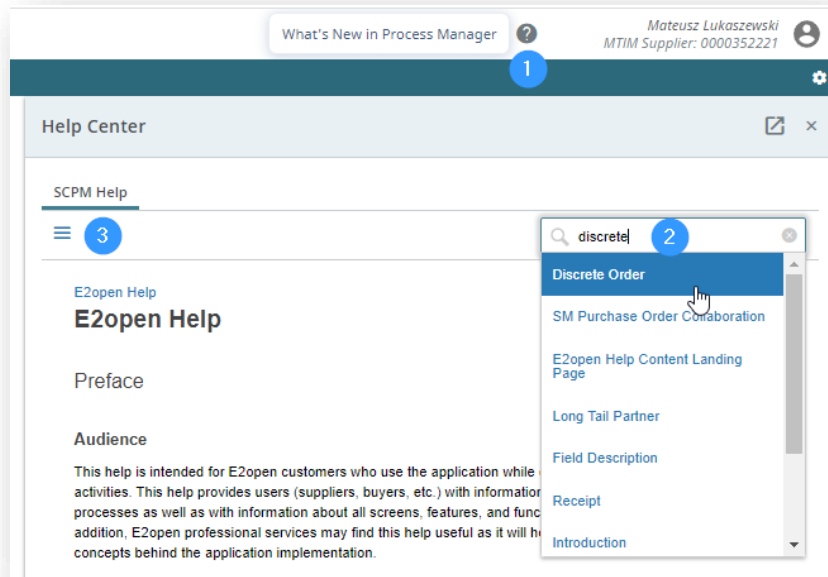 What's New in Process Manager
Mateusz Lukaszewski
MTIM Supplier: 0000352221
1
Help Center
SCPM Help
3
discrete
2
Discrete Order
SM Purchase Order Collaboration
E2open Help Content Landing
Page
Long Tail Partner
Field Description
Receipt
Introduction
E2open Help
E2open Help
Preface
Audience
This help is intended for E2open customers who use the application while
activities. This help provides users (suppliers, buyers, etc.) with information
processes as well as with information about all screens, features, and func
addition, E2open professional services may find this help useful as it will he
concepts behind the application implementation.